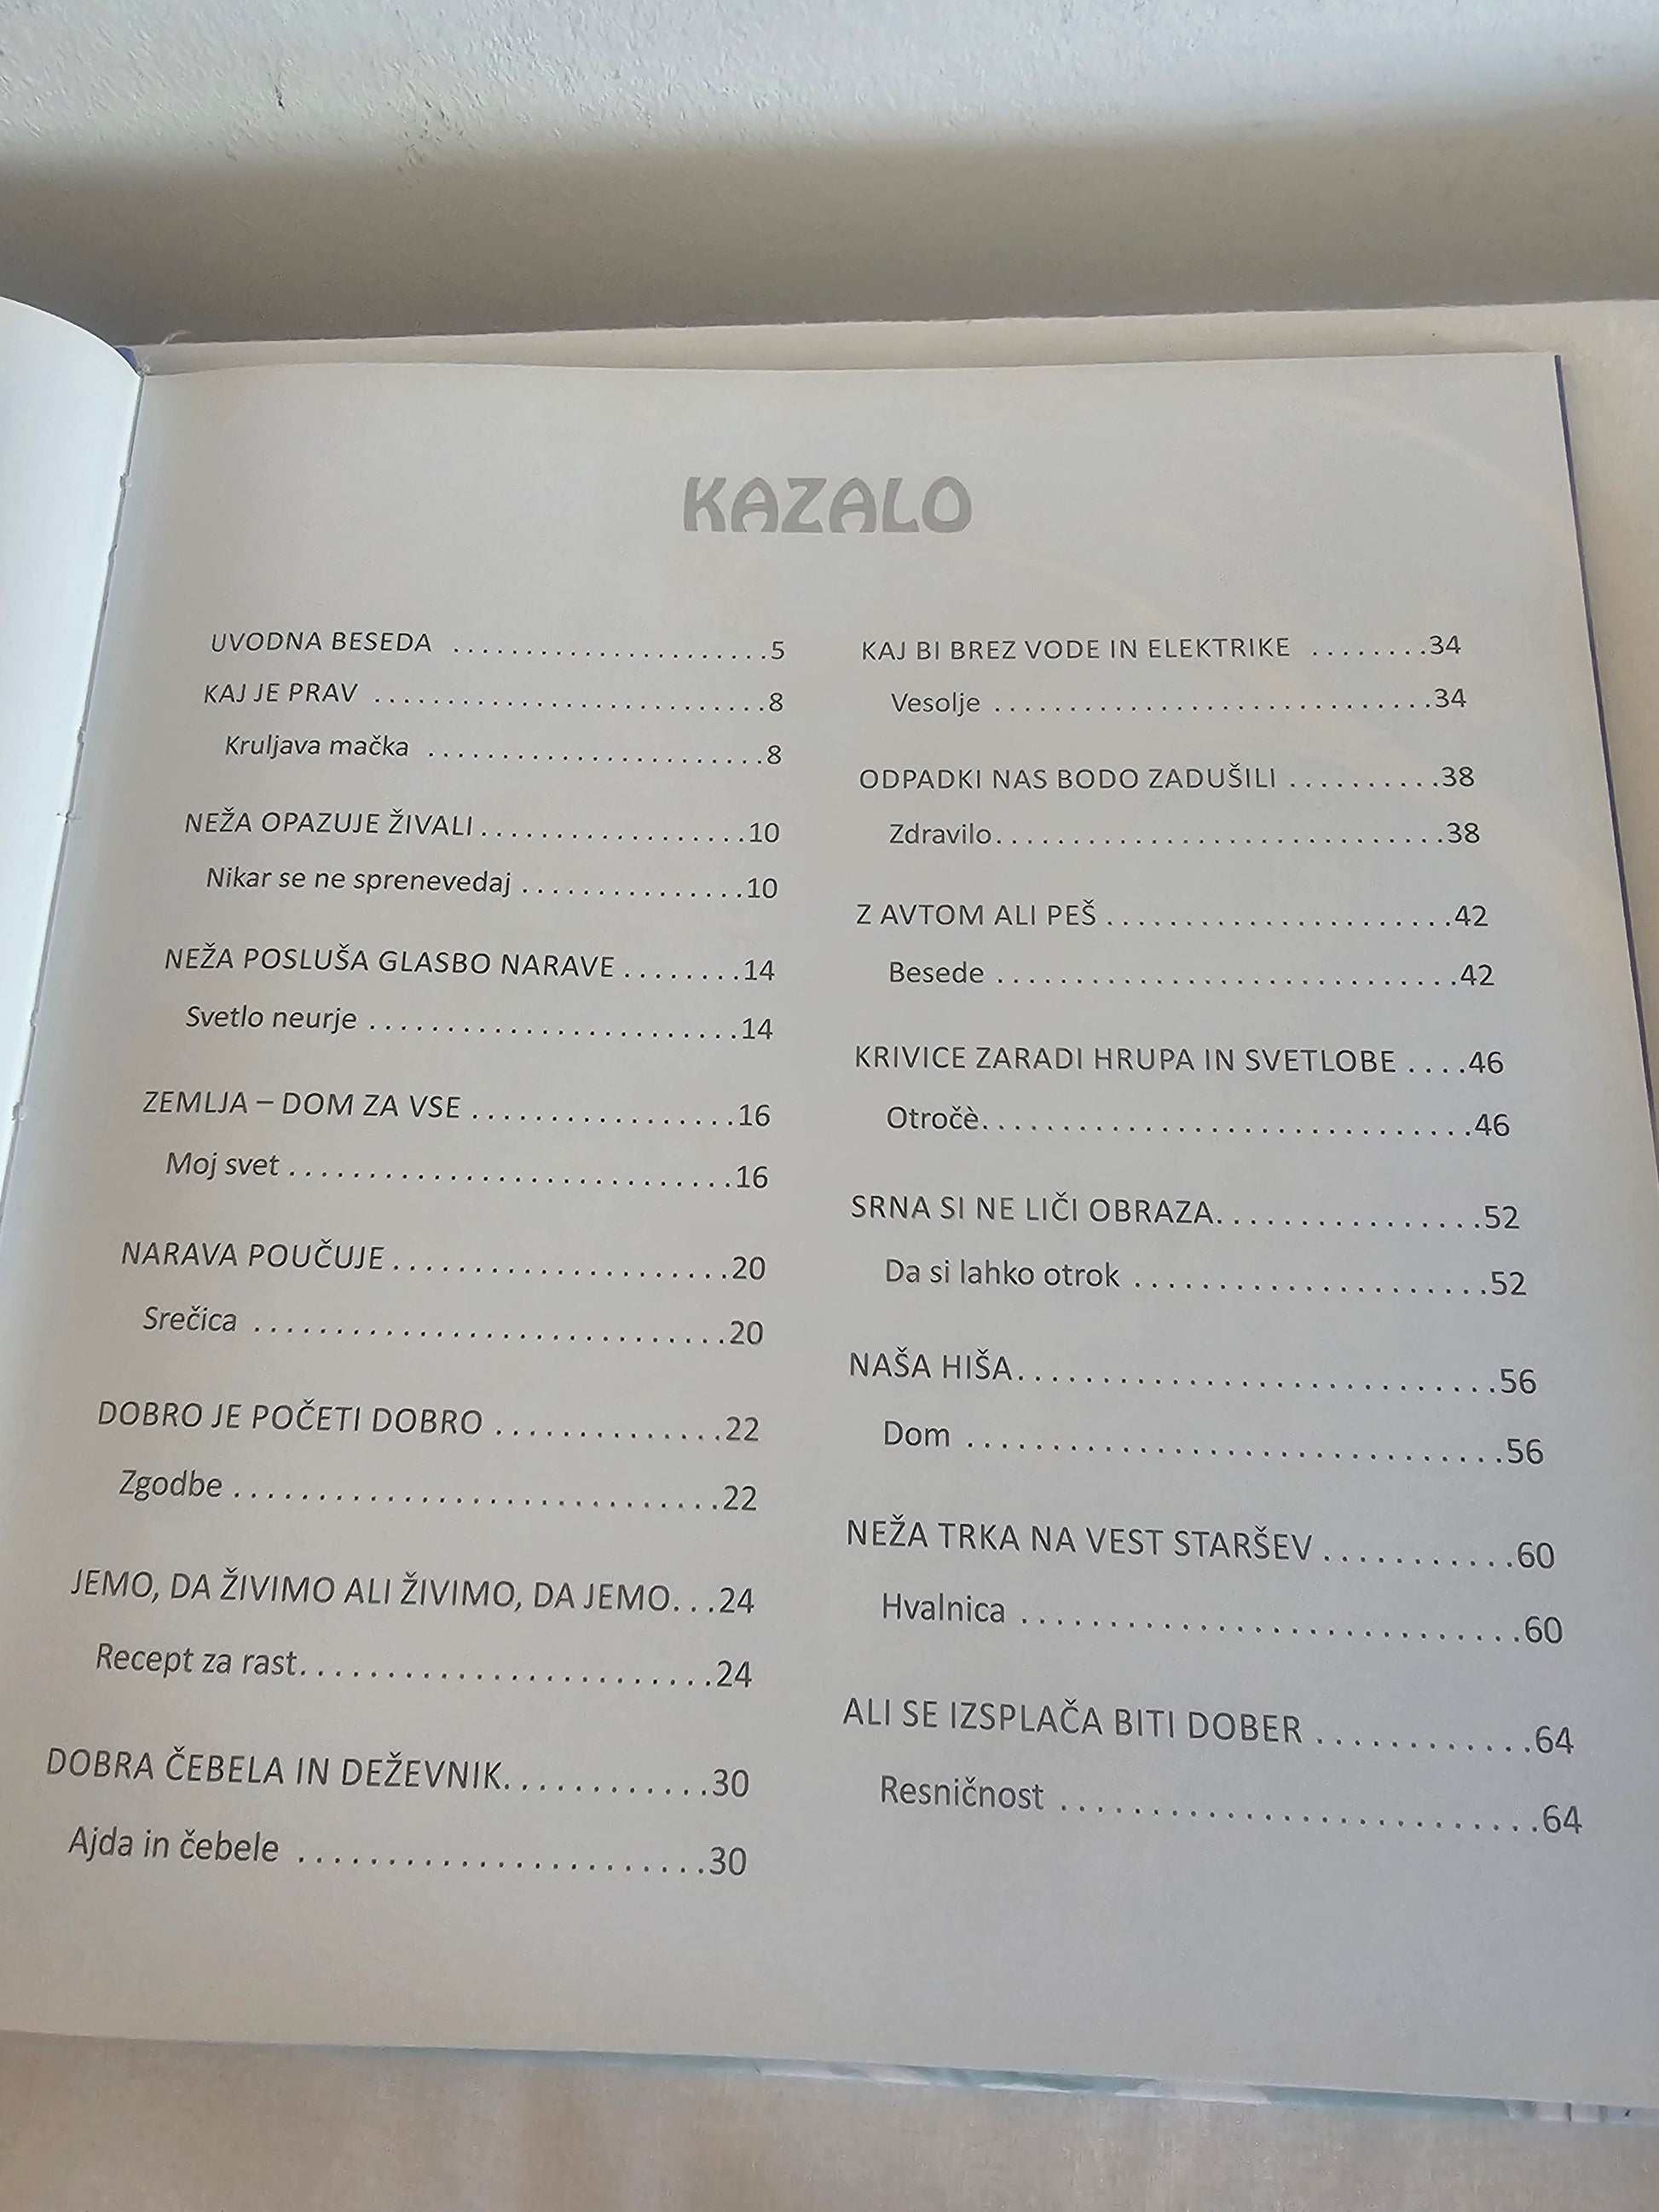 KAZALO
UVODNA BESEDA ......................5
KAJ JE PRAV ...........................8
Kruljava mačka .......................8
NEŽA OPAZUJE ŽIVALI..................10
Nikar se ne sprenevedaj ...............10
NEŽA POSLUŠA GLASBO NARAVE ........14
Svetlo neurje ........................14
ZEMLJA – DOM ZA VSE .................16
Moj svet ............................16
NARAVA POUČUJE......................20
Srečica .............................20
DOBRO JE POČETI DOBRO ..............22
Zgodbe .............................22
JEMO, DA ŽIVIMO ALI ŽIVIMO, DA JEMO...24
Recept za rast.........................24
DOBRA ČEBELA IN DEŽEVNIK............30
Ajda in čebele .......................30
KAJ BI BREZ VODE IN ELEKTRIKE ........34
Vesolje ..............................34
ODPADKI NAS BODO ZADUŠILI ..........38
Zdravilo.............................38
Z AVTOM ALI PEŠ ......................42
Besede .............................42
KRIVICE ZARADI HRUPA IN SVETLOBE ....46
Otročè..............................46
SRNA SI NE LIČI OBRAZA.................52
Da si lahko otrok .....................52
NAŠA HIŠA............................56
Dom ..............................56
NEŽA TRKA NA VEST STARŠEV ...........60
Hvalnica ............................60
ALI SE IZSPLAČA BITI DOBER ............64
Resničnost ..........................64